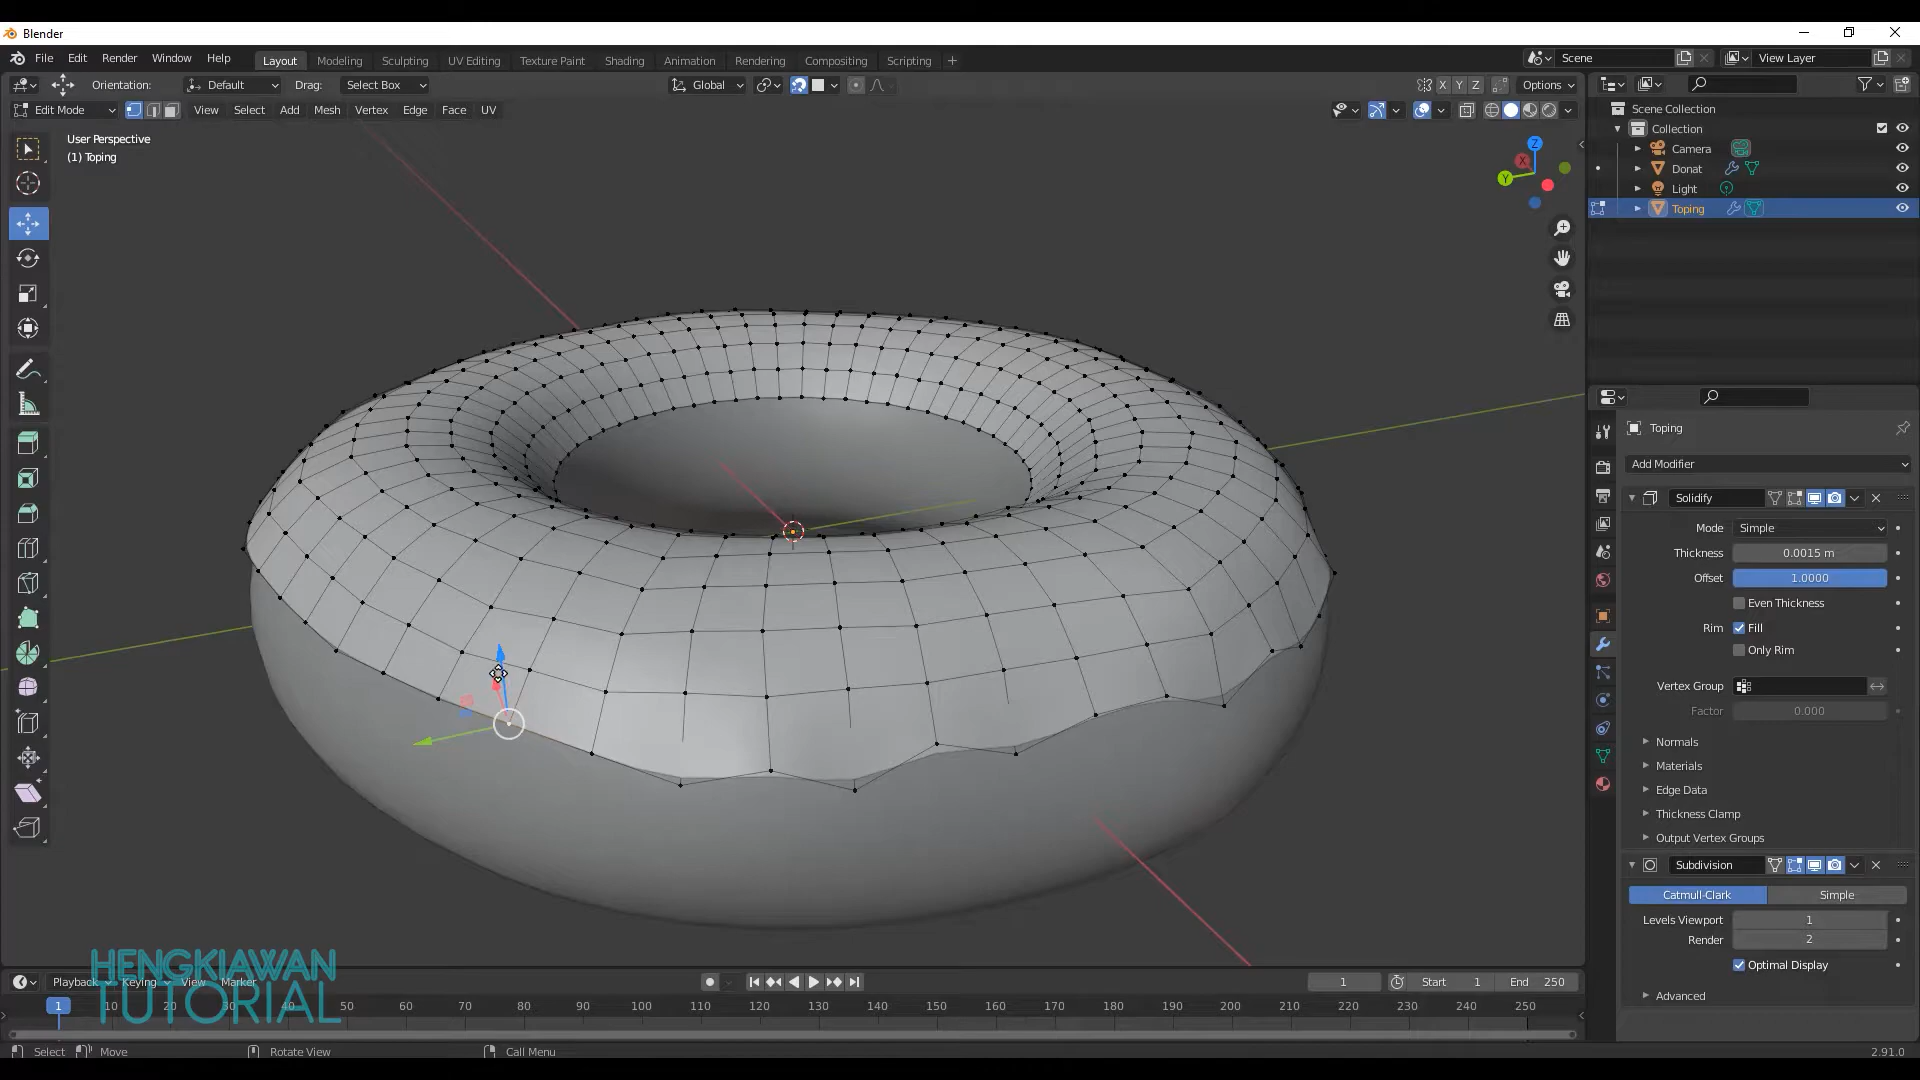 Blender
File Edit Render Window Help
Layout Modeling Sculpting UV Editing Texture Paint Shading Animation Rendering Compositing Scripting +
Scene
View Layer
Orientation: Default Drag: Select Box
Global
X Y Z Options
Edit Mode View Select Add Mesh Vertex Edge Face UV
User Perspective
(1) Toping
Z
X
Y
Scene Collection
Collection
Camera
Donat
Light
Toping
Toping
Add Modifier
Solidify
Mode Simple
Thickness 0.0015 m
Offset 1.0000
Even Thickness
Rim Fill
Only Rim
Vertex Group
Factor 0.000
Normals
Materials
Edge Data
Thickness Clamp
Output Vertex Groups
Subdivision
Catmull-Clark Simple
Levels Viewport 1
Render 2
Optimal Display
Advanced
HENGKIAWAN
TUTORIAL
Playback Keying View Marker
1 Start 1 End 250
1 10 20 30 40 50 60 70 80 90 100 110 120 130 140 150 160 170 180 190 200 210 220 230 240 250
Select Move Rotate View Call Menu
2.91.0